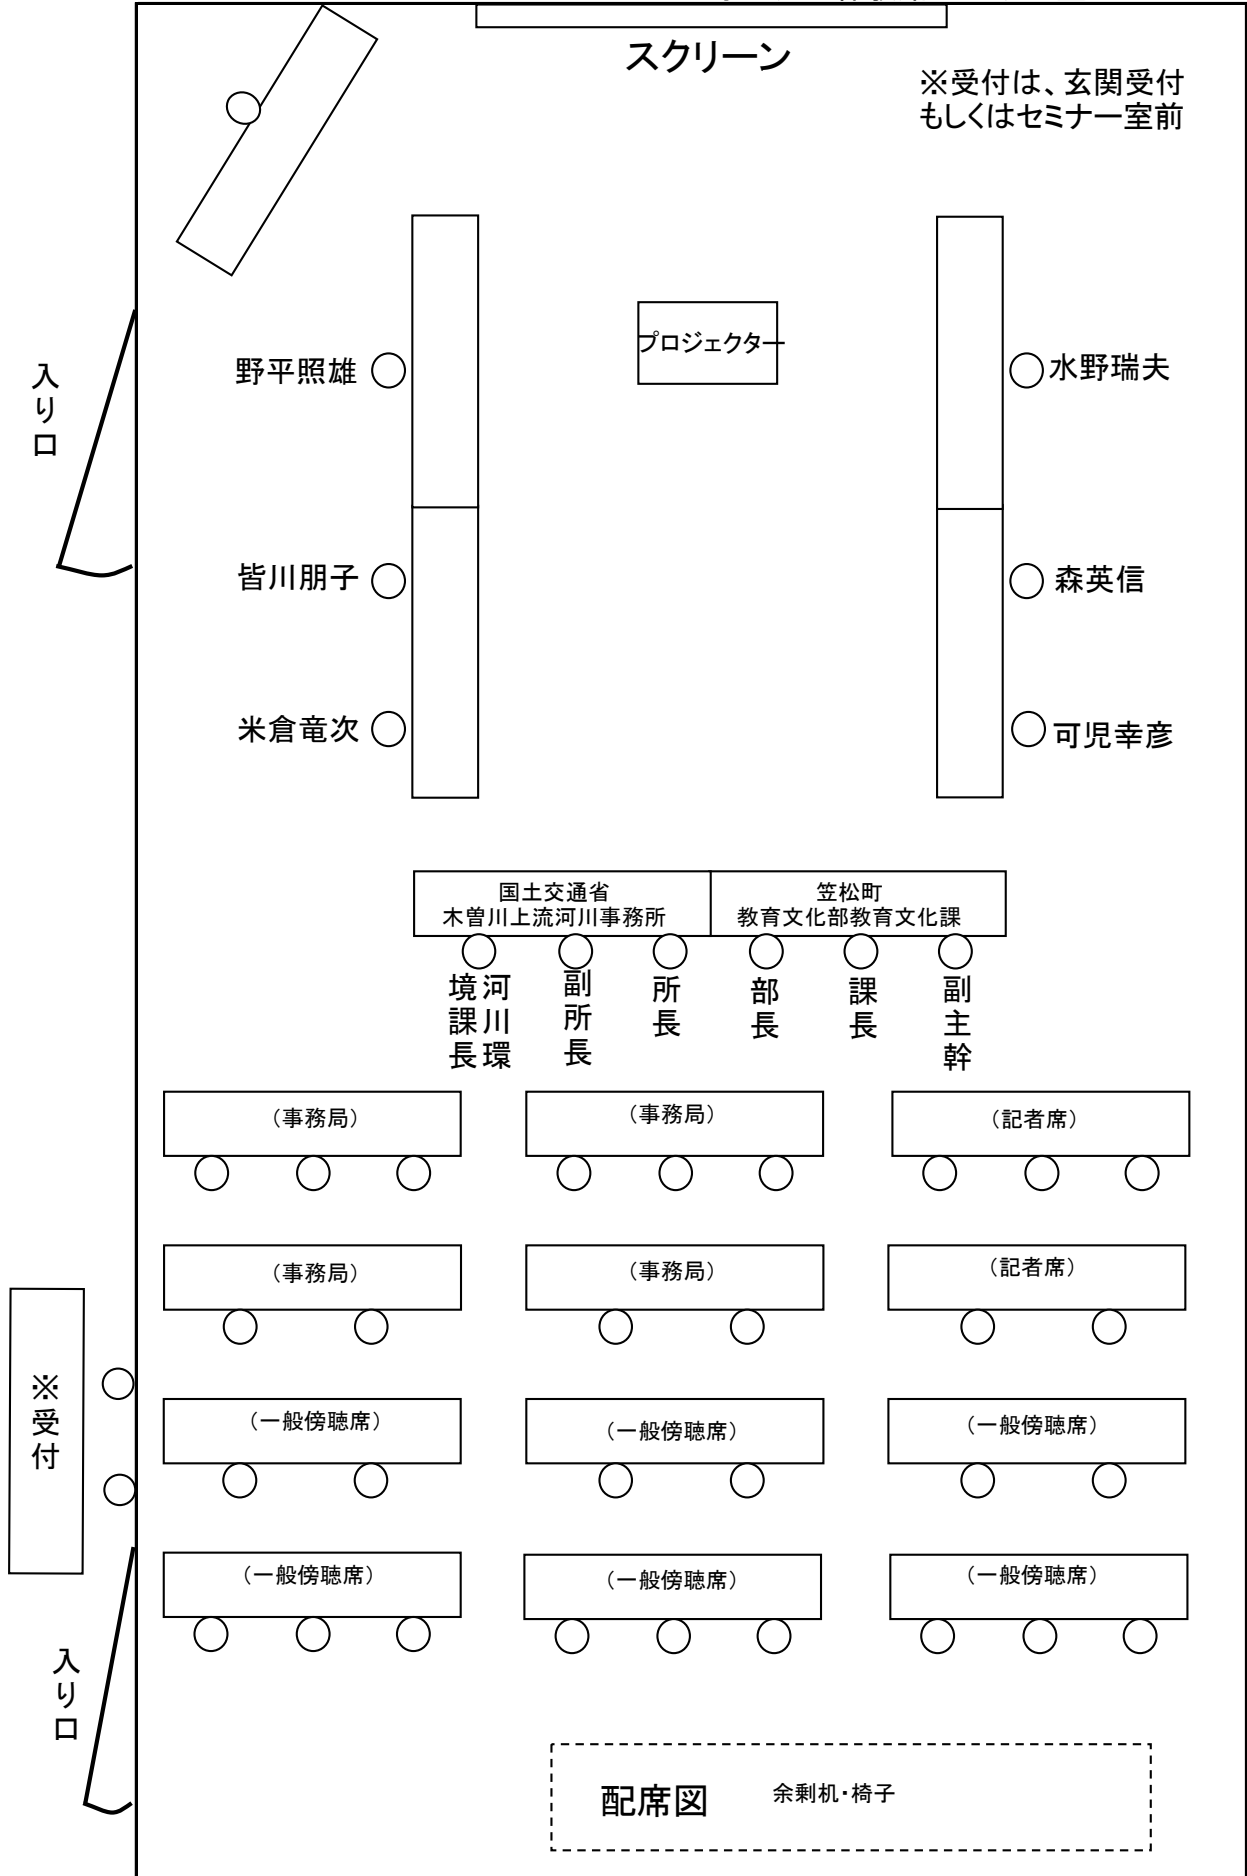 スクリーン
※受付は、玄関受付
もしくはセミナー室前
プロジェクター
野平照雄
水野瑞夫
入り口
皆川朋子
森英信
米倉竜次
可児幸彦
国土交通省
木曽川上流河川事務所
笠松町
教育文化部教育文化課
河川環
境課長
副所長
所長
部長
課長
副主幹
（事務局）
（事務局）
（記者席）
（事務局）
（事務局）
（記者席）
※受付
（一般傍聴席）
（一般傍聴席）
（一般傍聴席）
（一般傍聴席）
（一般傍聴席）
（一般傍聴席）
入り口
配席図
余剰机・椅子